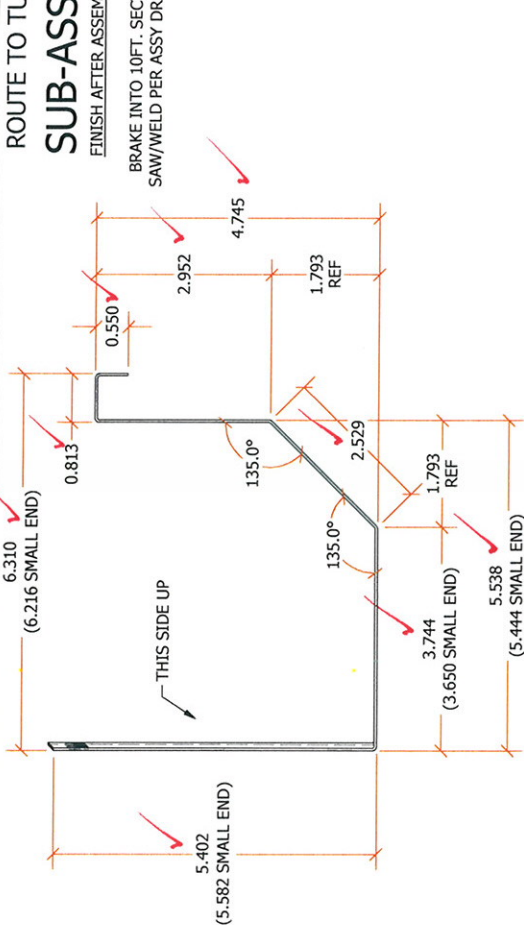 ROUTE TO
SUB-ASS
FINISH AFTER ASSEM
BRAKE INTO 10FT. SEC
SAW/WELD PER ASSY DR
6.310
(6.216 SMALL END)
0.813
0.550
2.952
4.745
1.793
REF
135.0°
2.529
135.0°
THIS SIDE UP
5.402
(5.582 SMALL END)
3.744
(3.650 SMALL END)
1.793
REF
5.538
(5.444 SMALL END)